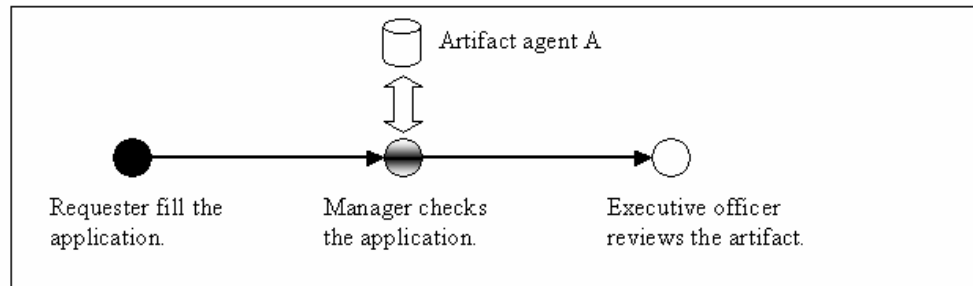 Artifact agent A
Requester fill the
application.
Manager checks
the application.
Executive officer
reviews the artifact.